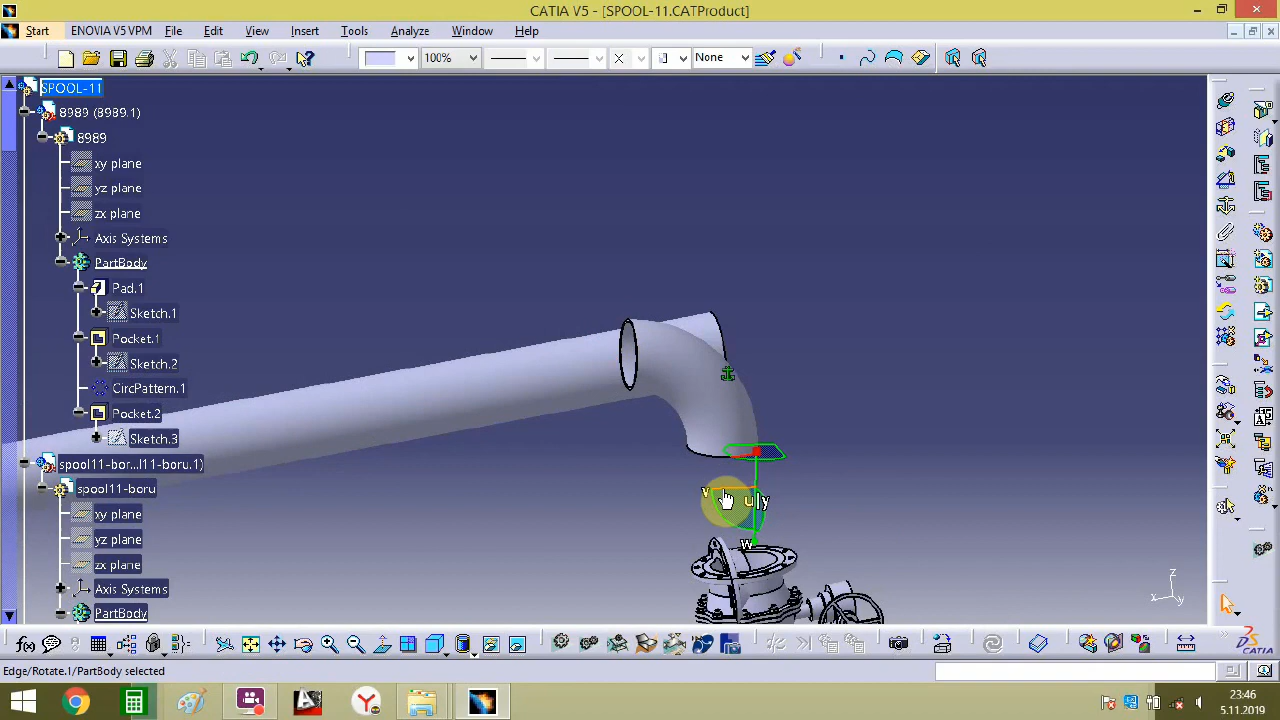 CATIA V5 - [SPOOL-11.CATProduct]
Start ENOVIA V5 VPM File Edit View Insert Tools Analyze Window Help
100% None
SPOOL-11
8989 (8989.1)
8989
xy plane
yz plane
zx plane
Axis Systems
PartBody
Pad.1
Sketch.1
Pocket.1
Sketch.2
CircPattern.1
Pocket.2
Sketch.3
spool11-bor...l11-boru.1)
spool11-boru
xy plane
yz plane
zx plane
Axis Systems
PartBody
v
u|y
w
z
x
y
f(x)
CATIA
Edge/Rotate.1/PartBody selected
23:46
5.11.2019